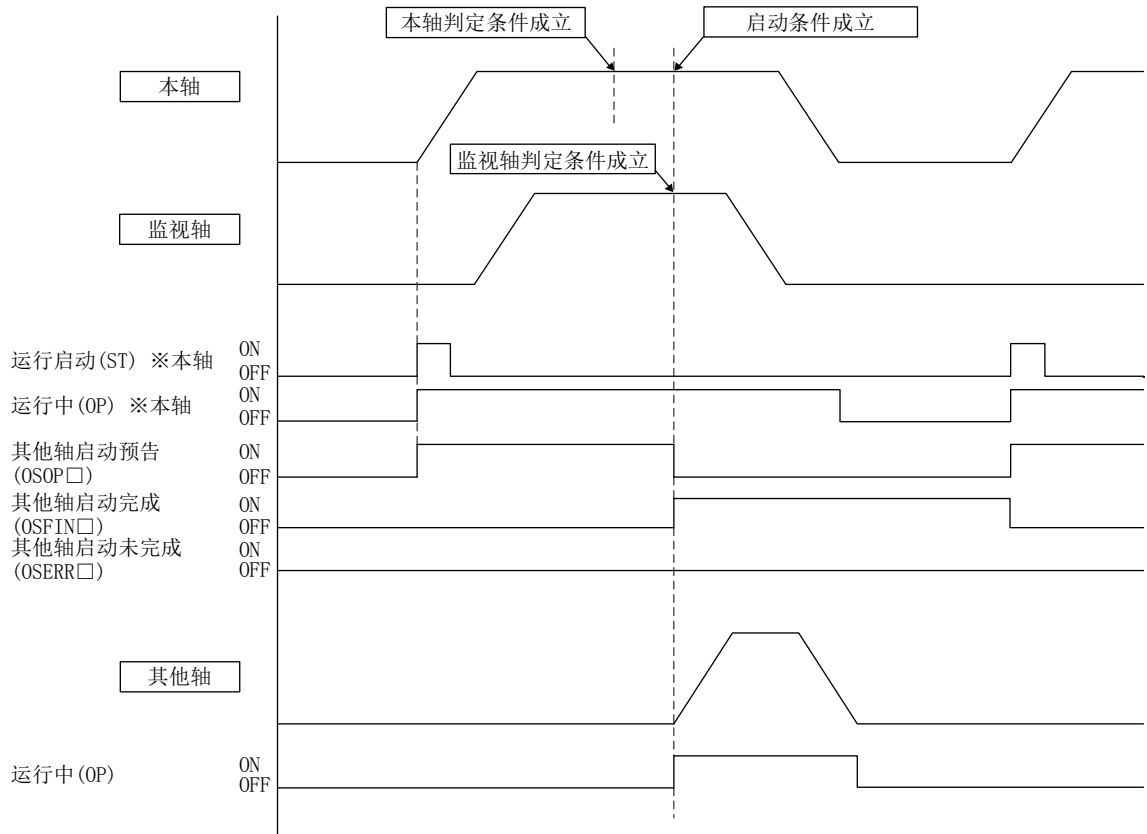 本轴判定条件成立
启动条件成立
本轴
监视轴判定条件成立
监视轴
运行启动(ST) ※本轴
ON
OFF
运行中(OP) ※本轴
ON
OFF
其他轴启动预告
(OSOP□)
ON
OFF
其他轴启动完成
(OSFIN□)
ON
OFF
其他轴启动未完成
(OSERR□)
ON
OFF
其他轴
运行中(OP)
ON
OFF